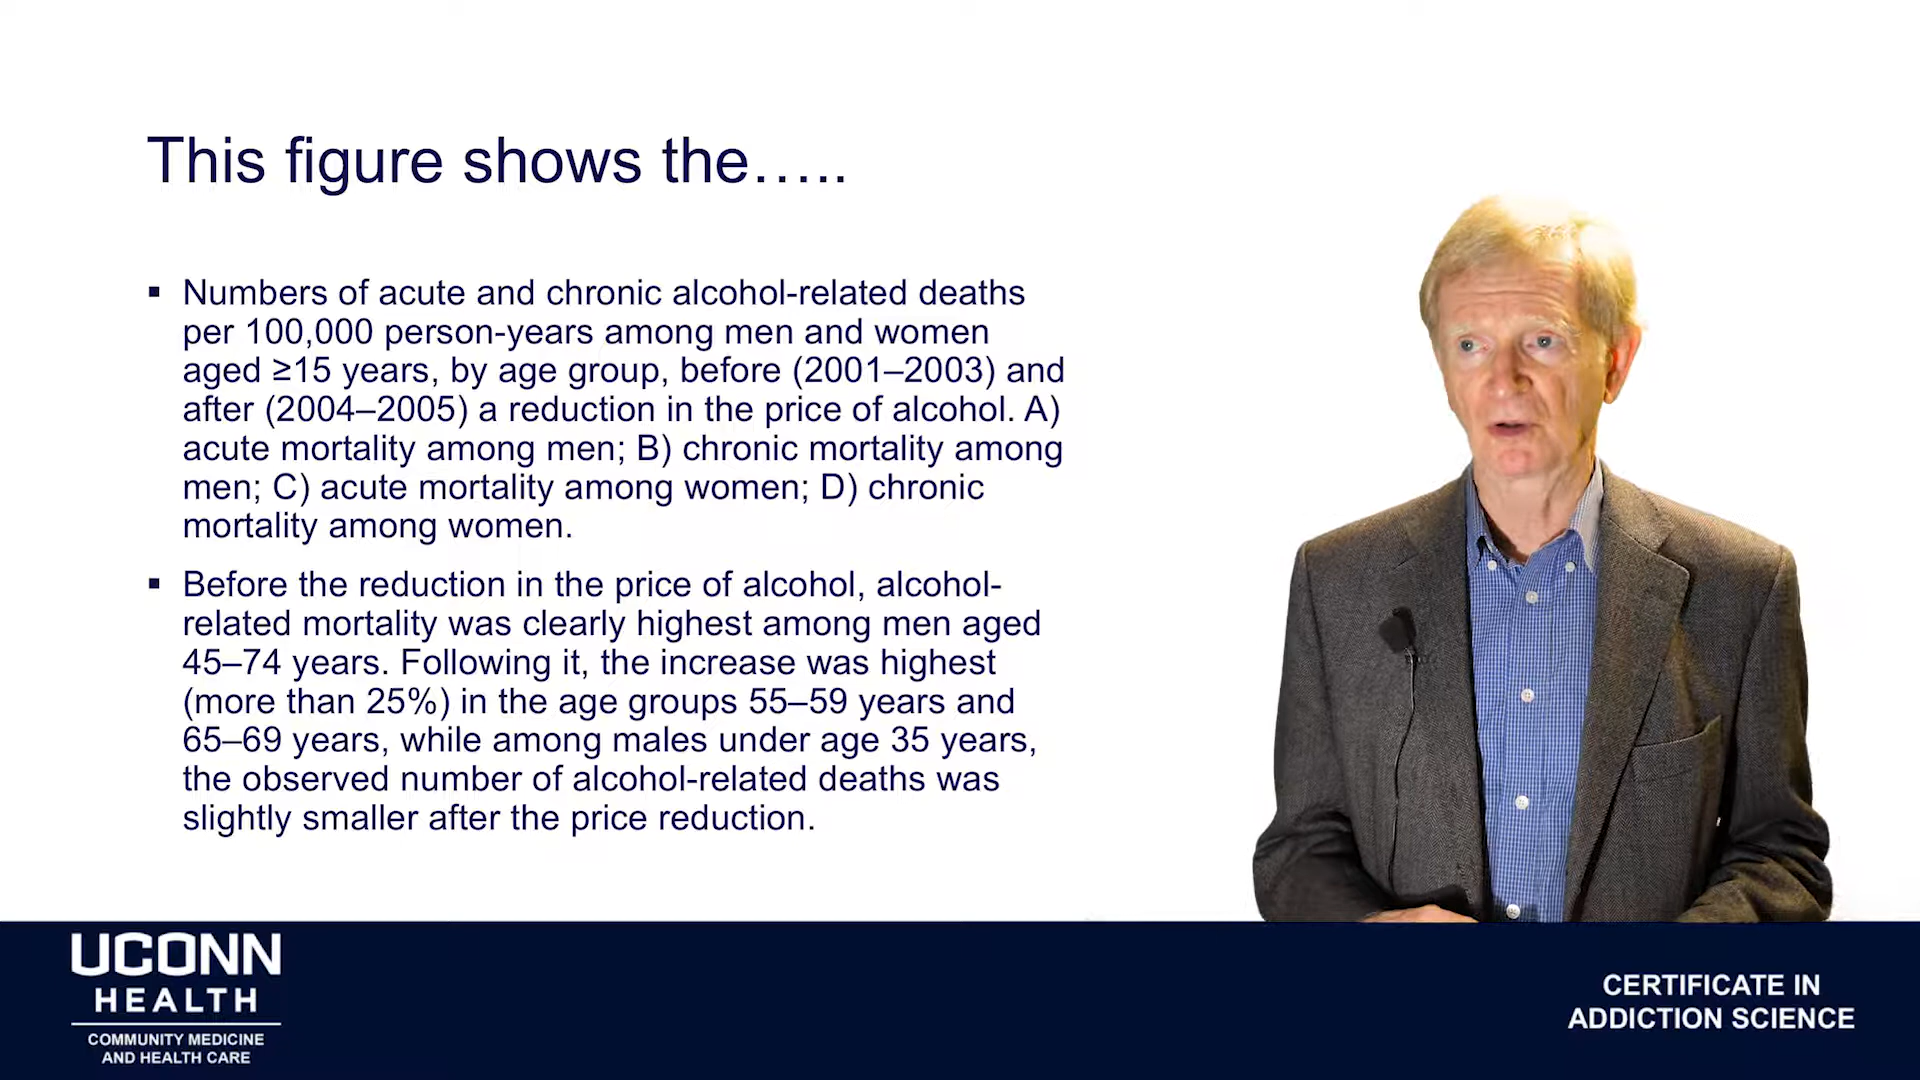 This figure shows the…..
▪ Numbers of acute and chronic alcohol-related deaths
per 100,000 person-years among men and women
aged ≥15 years, by age group, before (2001–2003) and
after (2004–2005) a reduction in the price of alcohol. A)
acute mortality among men; B) chronic mortality among
men; C) acute mortality among women; D) chronic
mortality among women.
▪ Before the reduction in the price of alcohol, alcohol-
related mortality was clearly highest among men aged
45–74 years. Following it, the increase was highest
(more than 25%) in the age groups 55–59 years and
65–69 years, while among males under age 35 years,
the observed number of alcohol-related deaths was
slightly smaller after the price reduction.
UCONN
HEALTH
COMMUNITY MEDICINE
AND HEALTH CARE
CERTIFICATE IN
ADDICTION SCIENCE